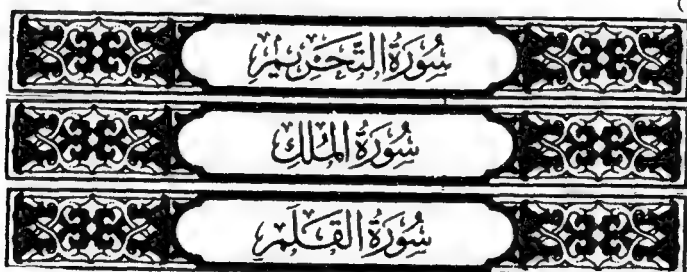 سُورَةُ التَّحْرِيمِ
سُورَةُ المُلْكِ
سُورَةُ القَلَمِ